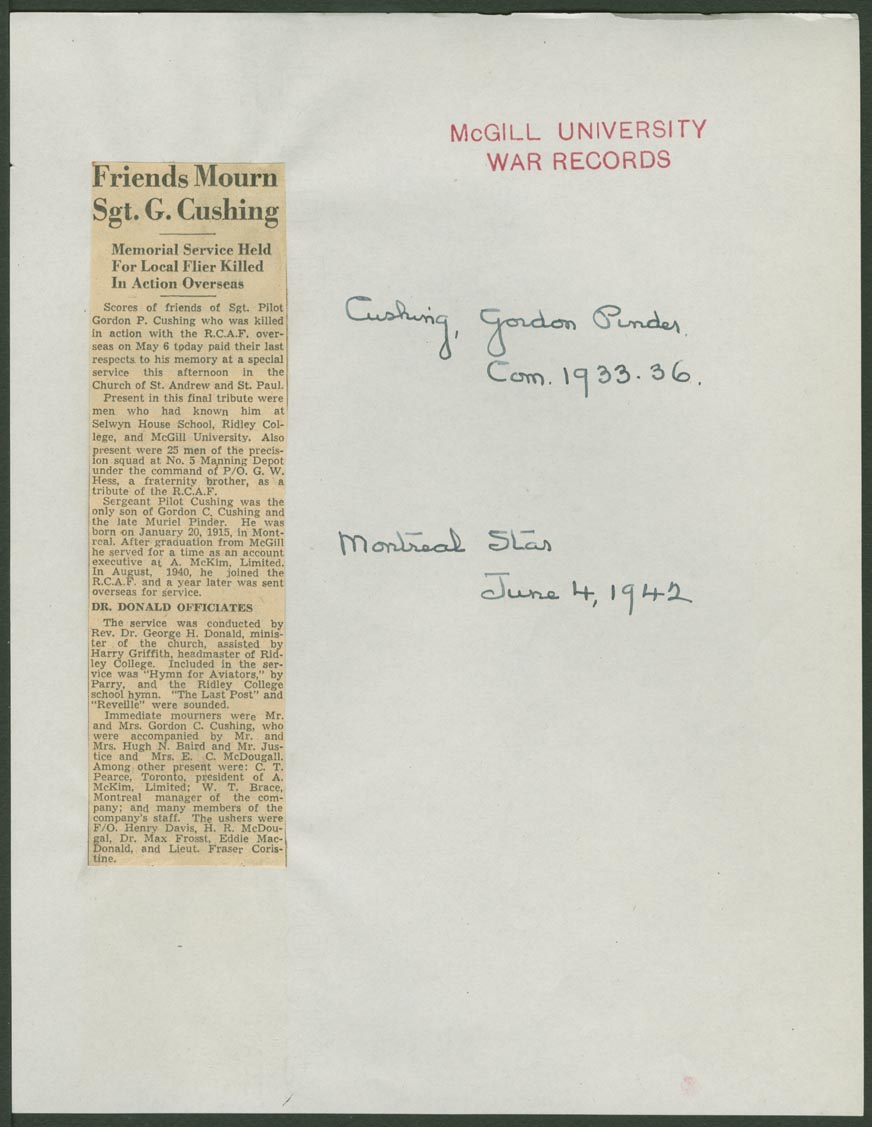 McGILL UNIVERSITY
WAR RECORDS
Friends Mourn
Sgt. G. Cushing
Memorial Service Held
For Local Flier Killed
In Action Overseas
Scores of friends of Sgt. Pilot
Gordon P. Cushing who was killed
in action with the R.C.A.F. over-
seas on May 6 today paid their last
respects to his memory at a special
service this afternoon in the
Church of St. Andrew and St. Paul.
Present in this final tribute were
men who had known him at
Selwyn House School, Ridley Col-
lege, and McGill University. Also
present were 25 men of the precis-
ion squad at No. 5 Manning Depot
under the command of P/O. G. W.
Hess, a fraternity brother, as a
tribute of the R.C.A.F.
Sergeant Pilot Cushing was the
only son of Gordon C. Cushing and
the late Muriel Pinder. He was
born on January 20, 1915, in Mont-
real. After graduation from McGill
he served for a time as an account
executive at A. McKim, Limited.
In August, 1940, he joined the
R.C.A.F. and a year later was sent
overseas for service.
DR. DONALD OFFICIATES
The service was conducted by
Rev. Dr. George H. Donald, minis-
ter of the church, assisted by
Harry Griffith, headmaster of Rid-
ley College. Included in the ser-
vice was "Hymn for Aviators," by
Parry, and the Ridley College
school hymn. "The Last Post" and
"Reveille" were sounded.
Immediate mourners were Mr.
and Mrs. Gordon C. Cushing, who
were accompanied by Mr. and
Mrs. Hugh N. Baird and Mr. Jus-
tice and Mrs. E. C. McDougall.
Among other present were: C. T.
Pearce, Toronto, president of A.
McKim, Limited; W. T. Brace,
Montreal manager of the com-
pany; and many members of the
company's staff. The ushers were
F/O. Henry Davis, H. R. McDou-
gal, Dr. Max Frosst, Eddie Mac-
Donald, and Lieut. Fraser Coris-
tine.
Cushing, Gordon Pinder.
Com. 1933-36.
Montreal Star
June 4, 1942